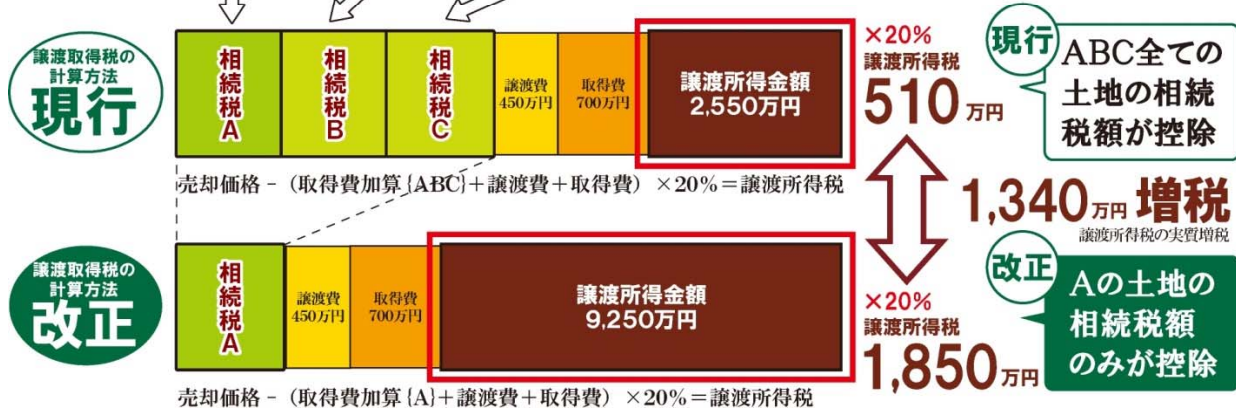 譲渡取得税の
計算方法
現行
相続税A
相続税B
相続税C
譲渡費
450万円
取得費
700万円
譲渡所得金額
2,550万円
×20%
譲渡所得税
510万円
現行
ABC全ての
土地の相続
税額が控除
売却価格 - (取得費加算{ABC}+譲渡費+取得費) ×20%=譲渡所得税
1,340万円 増税
譲渡所得税の実質増税
譲渡取得税の
計算方法
改正
相続税A
譲渡費
450万円
取得費
700万円
譲渡所得金額
9,250万円
×20%
譲渡所得税
1,850万円
改正
Aの土地の
相続税額
のみが控除
売却価格 - (取得費加算{A}+譲渡費+取得費) ×20%=譲渡所得税